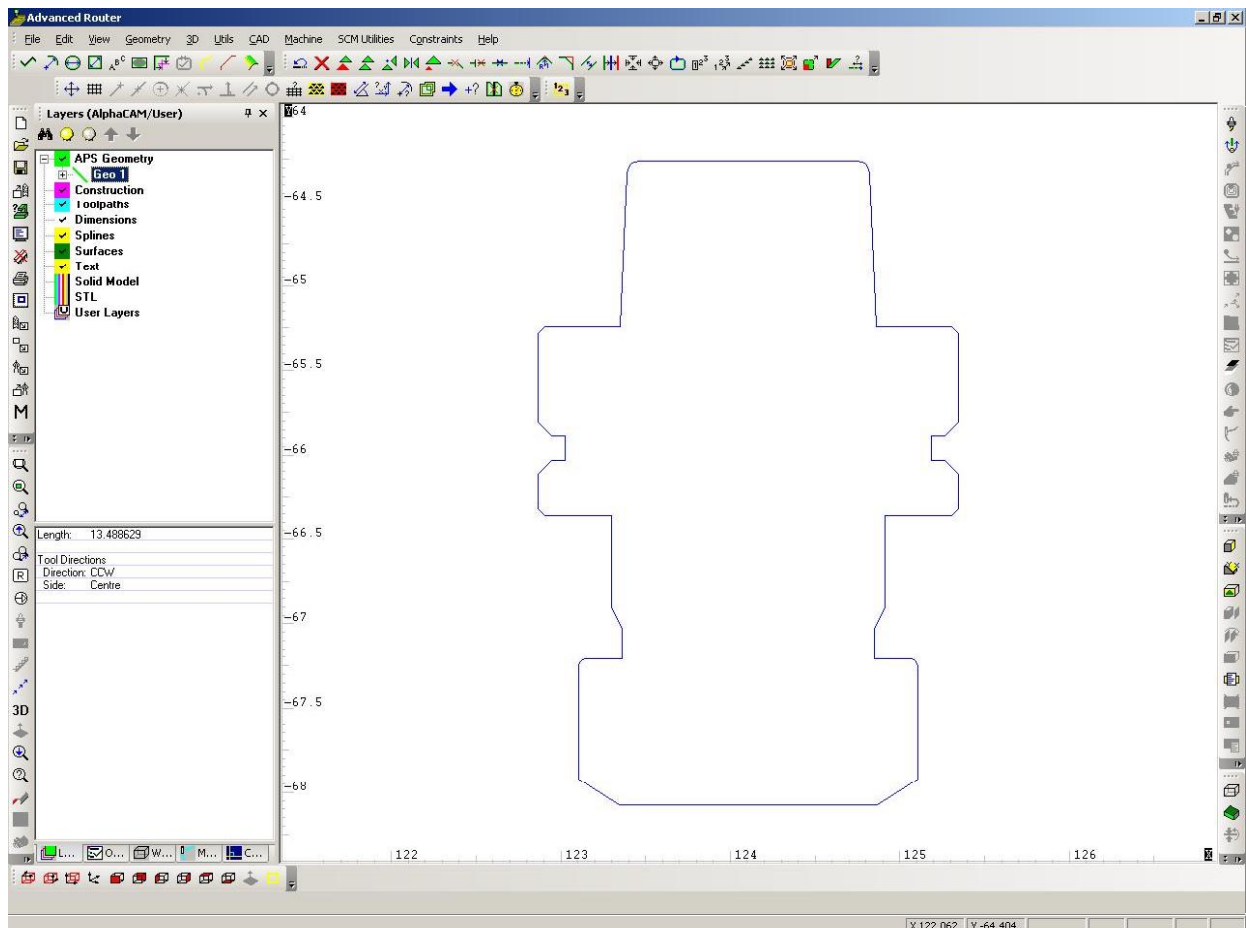 Advanced Router
File Edit View Geometry 3D Utils CAD Machine SCM Utilities Constraints Help
Layers (AlphaCAM/User)
APS Geometry
Geo 1
Construction
Toolpaths
Dimensions
Splines
Surfaces
Text
Solid Model
STL
User Layers
M
R
3D
Length: 13.488629
Tool Directions
Direction: CCW
Side: Centre
L... O... W... M... C...
Y64
-64.5
-65
-65.5
-66
-66.5
-67
-67.5
-68
122 123 124 125 126 X
X 122.062 Y -64.404